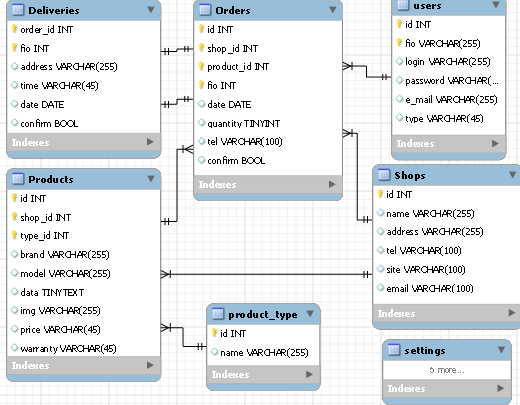 Deliveries
order_id INT
fio INT
address VARCHAR(255)
time VARCHAR(45)
date DATE
confirm BOOL
Indexes
Orders
id INT
shop_id INT
product_id INT
fio INT
date DATE
quantity TINYINT
tel VARCHAR(100)
confirm BOOL
Indexes
users
id INT
fio VARCHAR(255)
login VARCHAR(255)
password VARCHAR(...
e_mail VARCHAR(255)
type VARCHAR(45)
Indexes
Products
id INT
shop_id INT
type_id INT
brand VARCHAR(255)
model VARCHAR(255)
data TINYTEXT
img VARCHAR(255)
price VARCHAR(45)
warranty VARCHAR(45)
Indexes
Shops
id INT
name VARCHAR(255)
address VARCHAR(255)
tel VARCHAR(100)
site VARCHAR(100)
email VARCHAR(100)
Indexes
product_type
id INT
name VARCHAR(255)
Indexes
settings
6 more...
Indexes